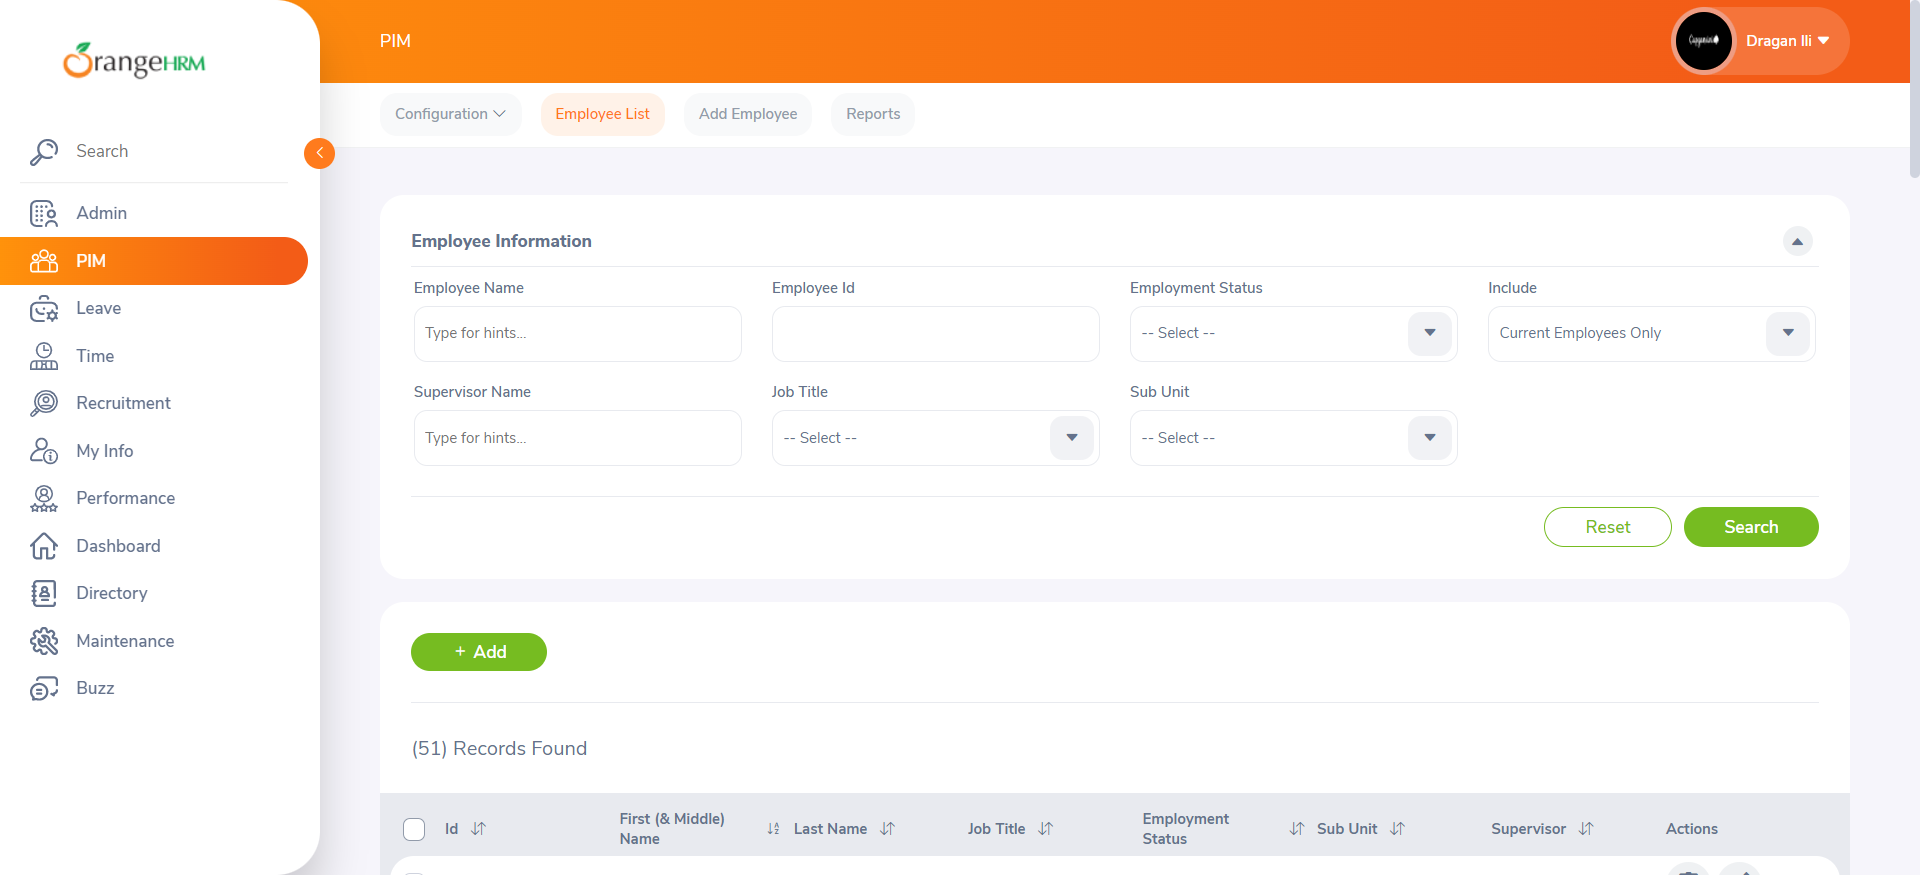 OrangeHRM
PIM
Dragan Ili
Configuration
Employee List
Add Employee
Reports
Search
Admin
PIM
Leave
Time
Recruitment
My Info
Performance
Dashboard
Directory
Maintenance
Buzz
Employee Information
Employee Name
Employee Id
Employment Status
Include
Type for hints...
-- Select --
Current Employees Only
Supervisor Name
Job Title
Sub Unit
Type for hints...
-- Select --
-- Select --
Reset
Search
+ Add
(51) Records Found
Id
First (& Middle)
Name
Last Name
Job Title
Employment
Status
Sub Unit
Supervisor
Actions